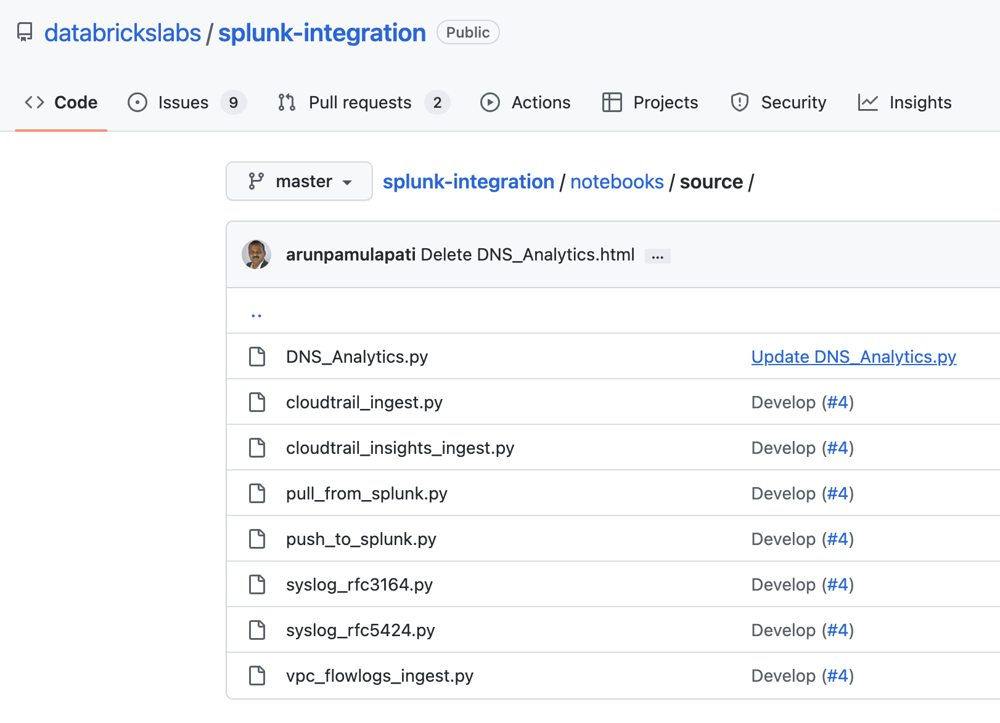 databrickslabs / splunk-integration Public
Code Issues 9 Pull requests 2 Actions Projects Security Insights
master splunk-integration / notebooks / source /
arunpamulapati Delete DNS_Analytics.html ...
..
DNS_Analytics.py Update DNS_Analytics.py
cloudtrail_ingest.py Develop (#4)
cloudtrail_insights_ingest.py Develop (#4)
pull_from_splunk.py Develop (#4)
push_to_splunk.py Develop (#4)
syslog_rfc3164.py Develop (#4)
syslog_rfc5424.py Develop (#4)
vpc_flowlogs_ingest.py Develop (#4)